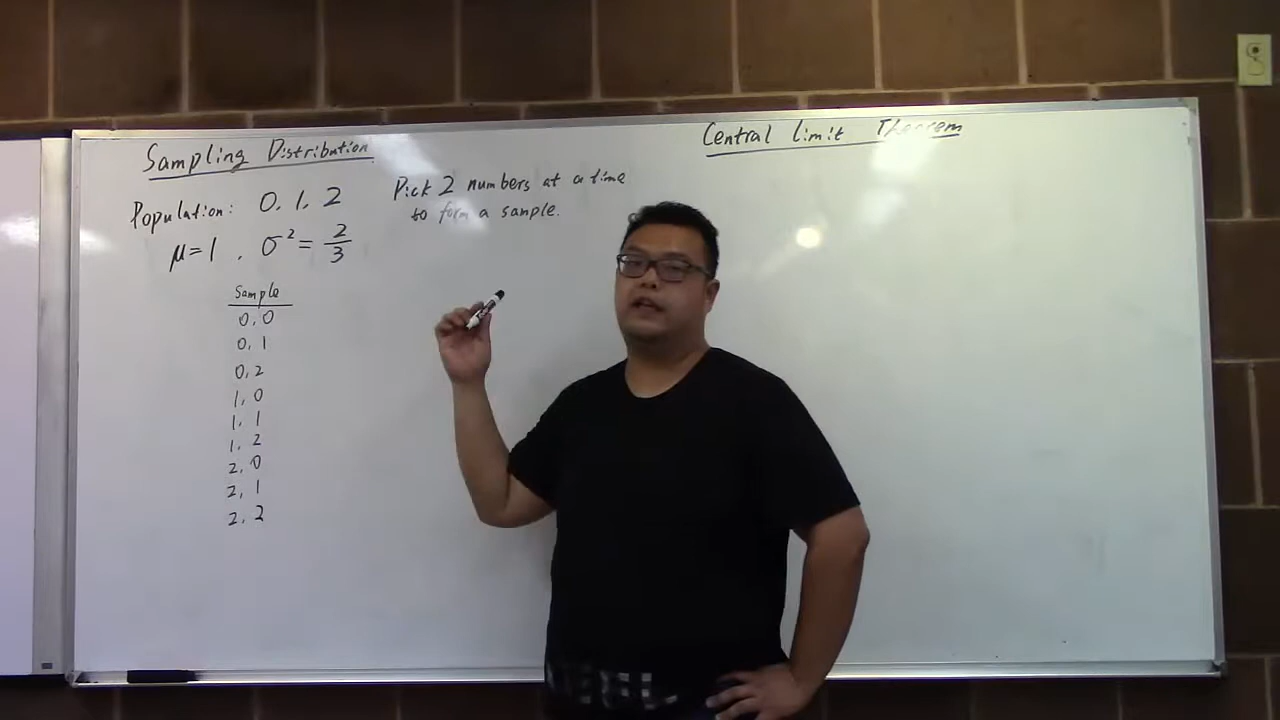 Sampling Distribution
Population: 0, 1, 2
μ=1, σ² = 2/3
Pick 2 numbers at a time
to form a sample.
Sample
0, 0
0, 1
0, 2
1, 0
1, 1
1, 2
2, 0
2, 1
2, 2
Central Limit Theorem